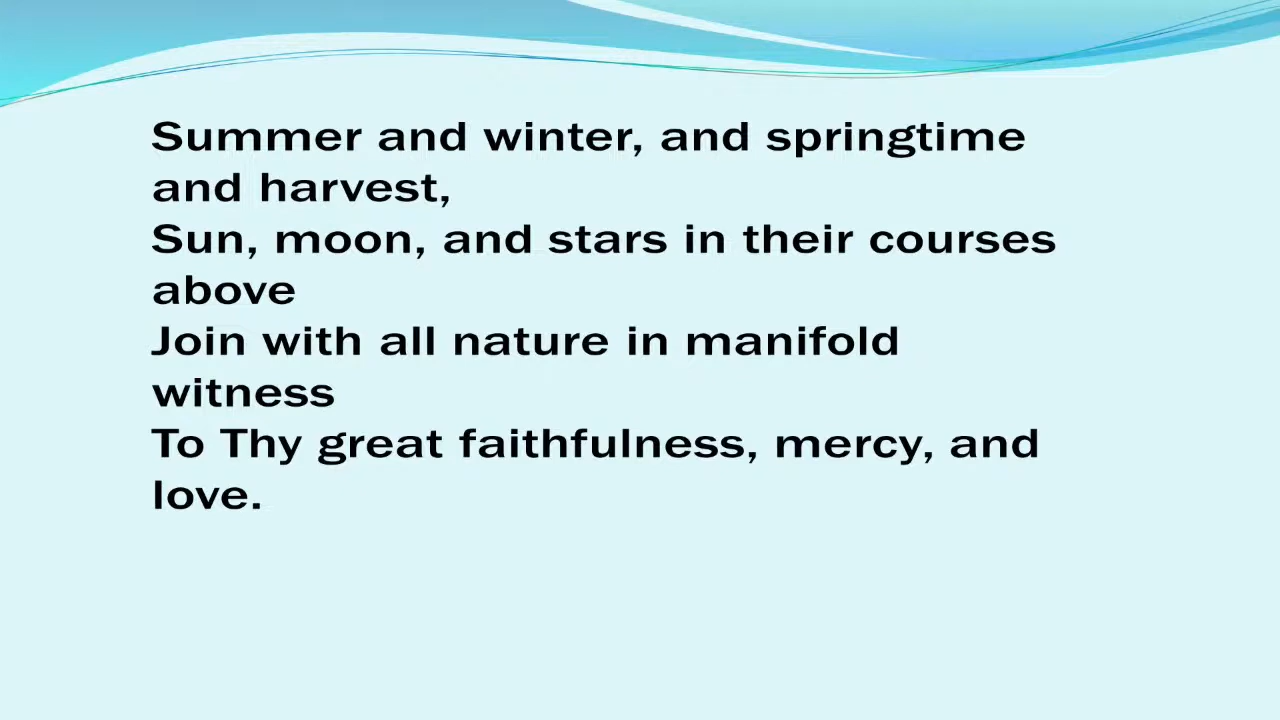 Summer and winter, and springtime
and harvest,
Sun, moon, and stars in their courses
above
Join with all nature in manifold
witness
To Thy great faithfulness, mercy, and
love.